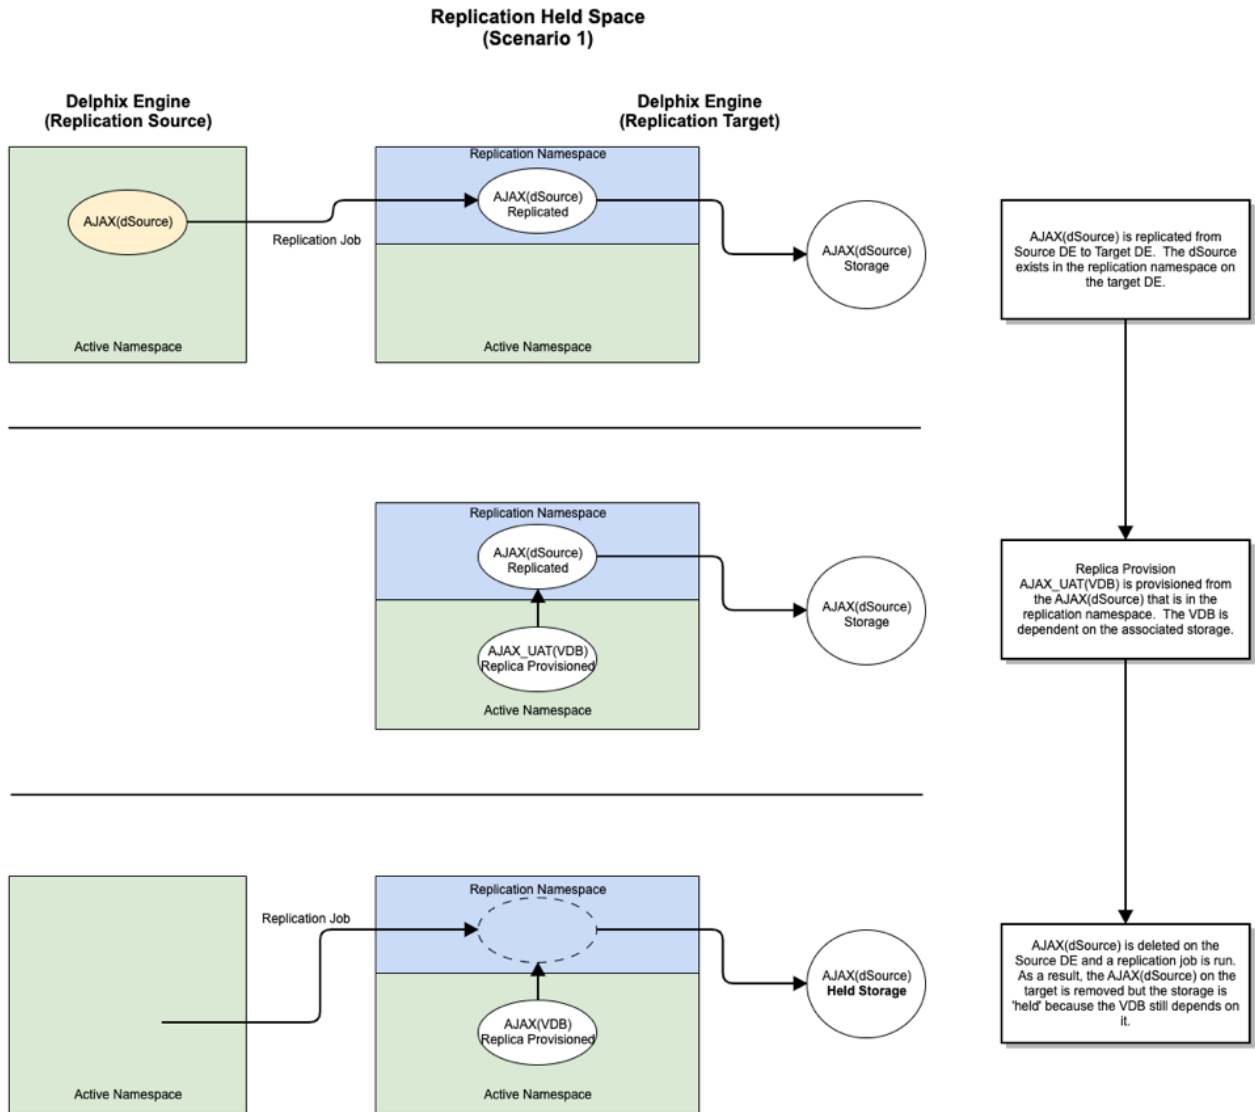 Replication Held Space
(Scenario 1)
Delphix Engine
(Replication Source)
Delphix Engine
(Replication Target)
AJAX(dSource)
Active Namespace
Replication Job
Replication Namespace
AJAX(dSource)
Replicated
Active Namespace
AJAX(dSource)
Storage
AJAX(dSource) is replicated from
Source DE to Target DE. The dSource
exists in the replication namespace on
the target DE.
Replication Namespace
AJAX(dSource)
Replicated
AJAX_UAT(VDB)
Replica Provisioned
Active Namespace
AJAX(dSource)
Storage
Replica Provision
AJAX_UAT(VDB) is provisioned from
the AJAX(dSource) that is in the
replication namespace. The VDB is
dependent on the associated storage.
Active Namespace
Replication Job
Replication Namespace
AJAX(VDB)
Replica Provisioned
Active Namespace
AJAX(dSource)
Held Storage
AJAX(dSource) is deleted on the
Source DE and a replication job is run.
As a result, the AJAX(dSource) on the
target is removed but the storage is
'held' because the VDB still depends on
it.